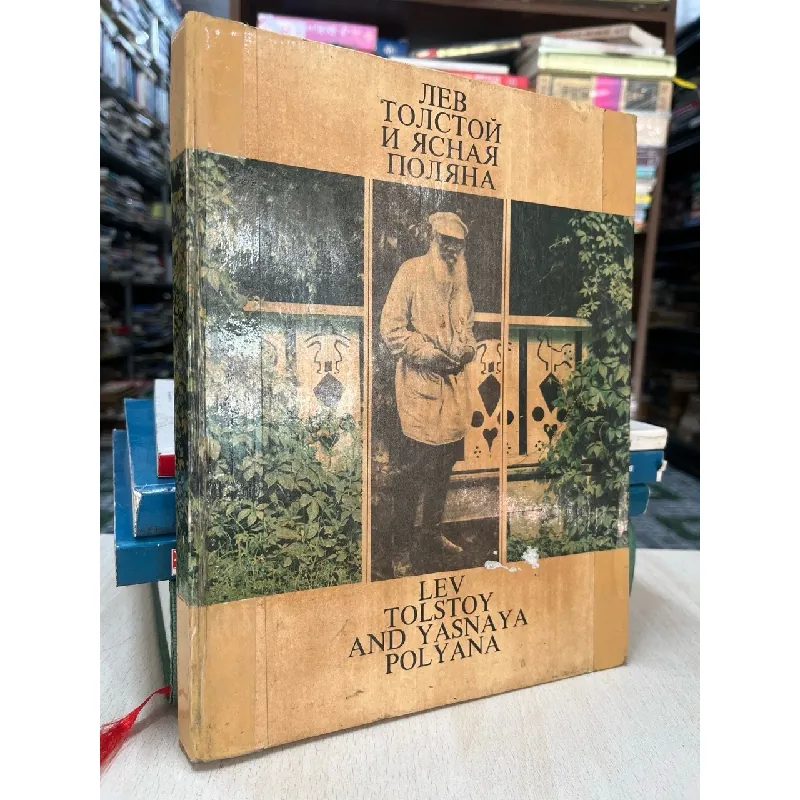 ЛЕВ
ТОЛСТОЙ
И ЯСНАЯ
ПОЛЯНА
LEV
TOLSTOY
AND YASNAYA
POLYANA